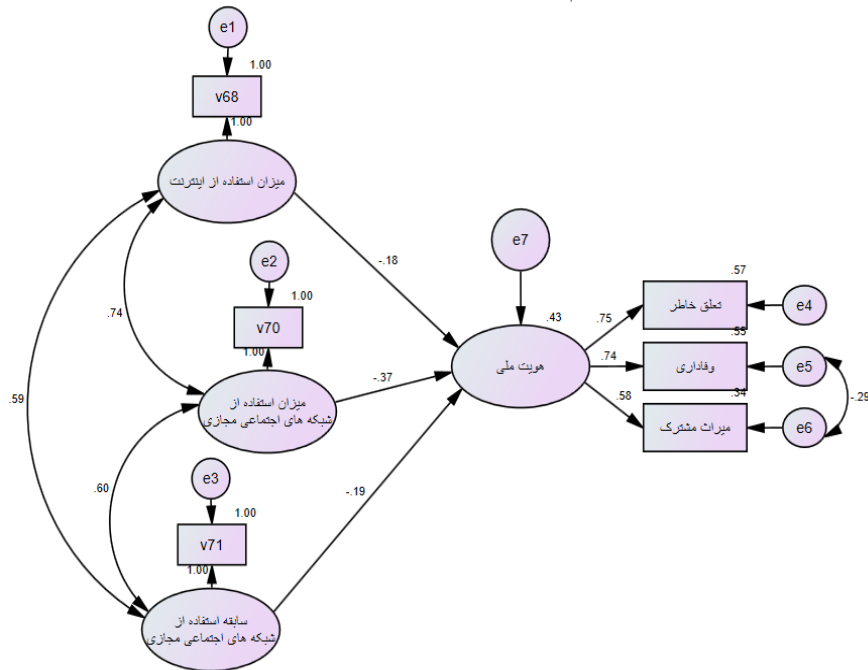 e1
1.00
v68
1.00
میزان استفاده از اینترنت
e2
1.00
v70
1.00
میزان استفاده از
شبکه های اجتماعی مجازی
e3
1.00
v71
1.00
سابقه استفاده از
شبکه های اجتماعی مجازی
.59
.74
.60
-.18
-.37
-.19
e7
.43
هویت ملی
.75
.74
.58
.57
تعلق خاطر
e4
.55
وفاداری
e5
.34
میراث مشترک
e6
-.29